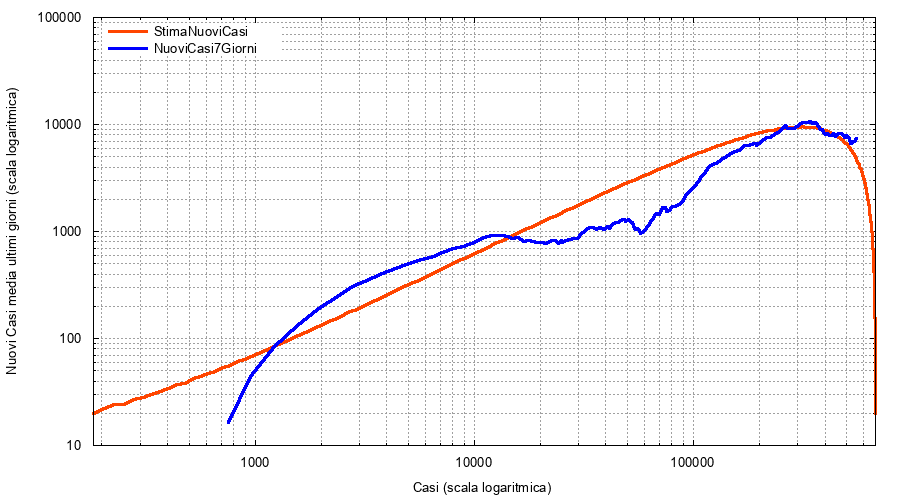 100000
10000
1000
100
10
StimaNuoviCasi
NuoviCasi7Giorni
Nuovi Casi media ultimi giorni (scala logaritmica)
1000 10000 100000
Casi (scala logaritmica)